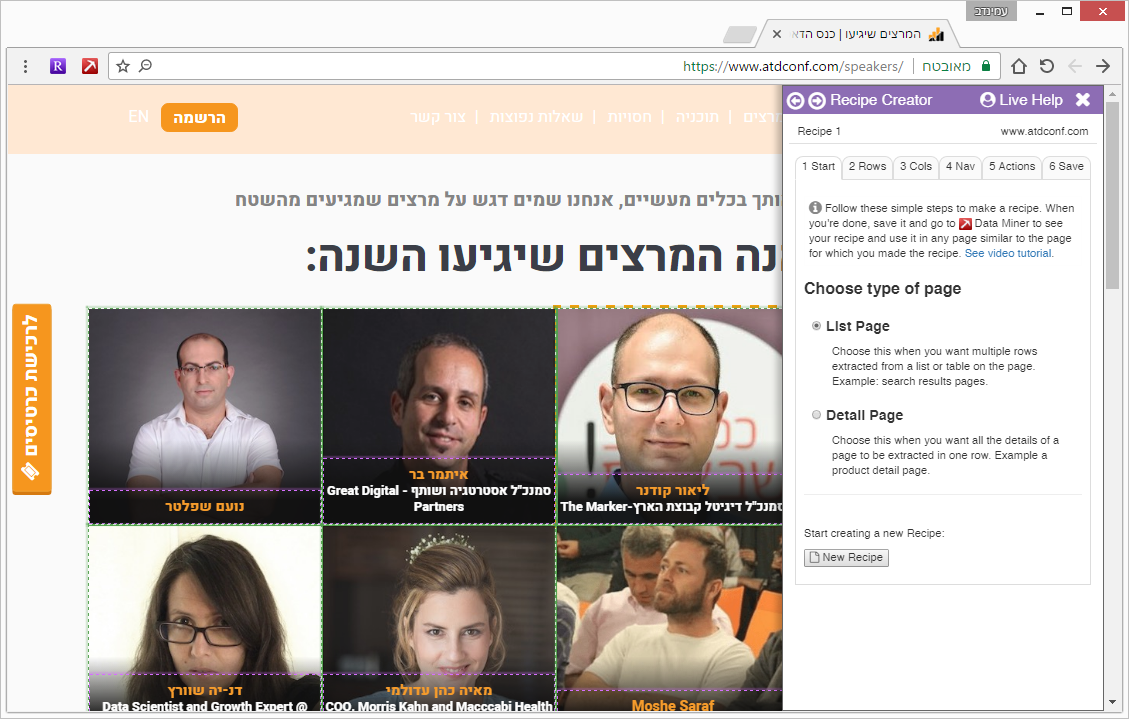 עמינדב
המרצים שיגיעו | כנס הדא
https://www.atdconf.com/speakers/ | מאובטח
EN
הרשמה
רצים | תוכניה | חסויות | שאלות נפוצות | צור קשר
ותך בכלים מעשיים, אנחנו שמים דגש על מרצים שמגיעים מהשטח
נה המרצים שיגיעו השנה:
לרכישת כרטיסים
נועם שפלטר
איתמר בר
סמנכ"ל אסטרטגיה ושותף - Great Digital
Partners
ליאור קודנר
סמנכ"ל דיגיטל קבוצת הארץ-The Marker
דנ-יה שוורץ
Data Scientist and Growth Expert @
מאיה כהן עדולמי
COO, Morris Kahn and Macccabi Health
Moshe Saraf
Recipe Creator
Live Help
Recipe 1
www.atdconf.com
1 Start
2 Rows
3 Cols
4 Nav
5 Actions
6 Save
Follow these simple steps to make a recipe. When
you're done, save it and go to Data Miner to see
your recipe and use it in any page similar to the page
for which you made the recipe. See video tutorial.
Choose type of page
List Page
Choose this when you want multiple rows
extracted from a list or table on the page.
Example: search results pages.
Detail Page
Choose this when you want all the details of a
page to be extracted in one row. Example a
product detail page.
Start creating a new Recipe:
New Recipe